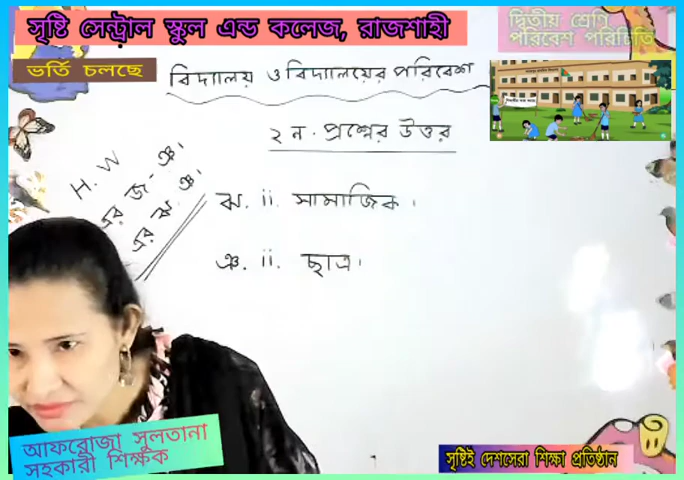 সৃষ্টি সেন্ট্রাল স্কুল এন্ড কলেজ, রাজশাহী
দ্বিতীয় শ্রেণি
পরিবেশ পরিচিতি
ভর্তি চলছে
বিদ্যালয় ও বিদ্যালয়ের পরিবেশ
২ ন. প্রশ্নের উত্তর
H. W
ঝ. ii. সামাজিক।
ঞ. ii. ছাত্র।
আফরোজা সুলতানা
সহকারী শিক্ষক
সৃষ্টিই দেশসেরা শিক্ষা প্রতিষ্ঠান